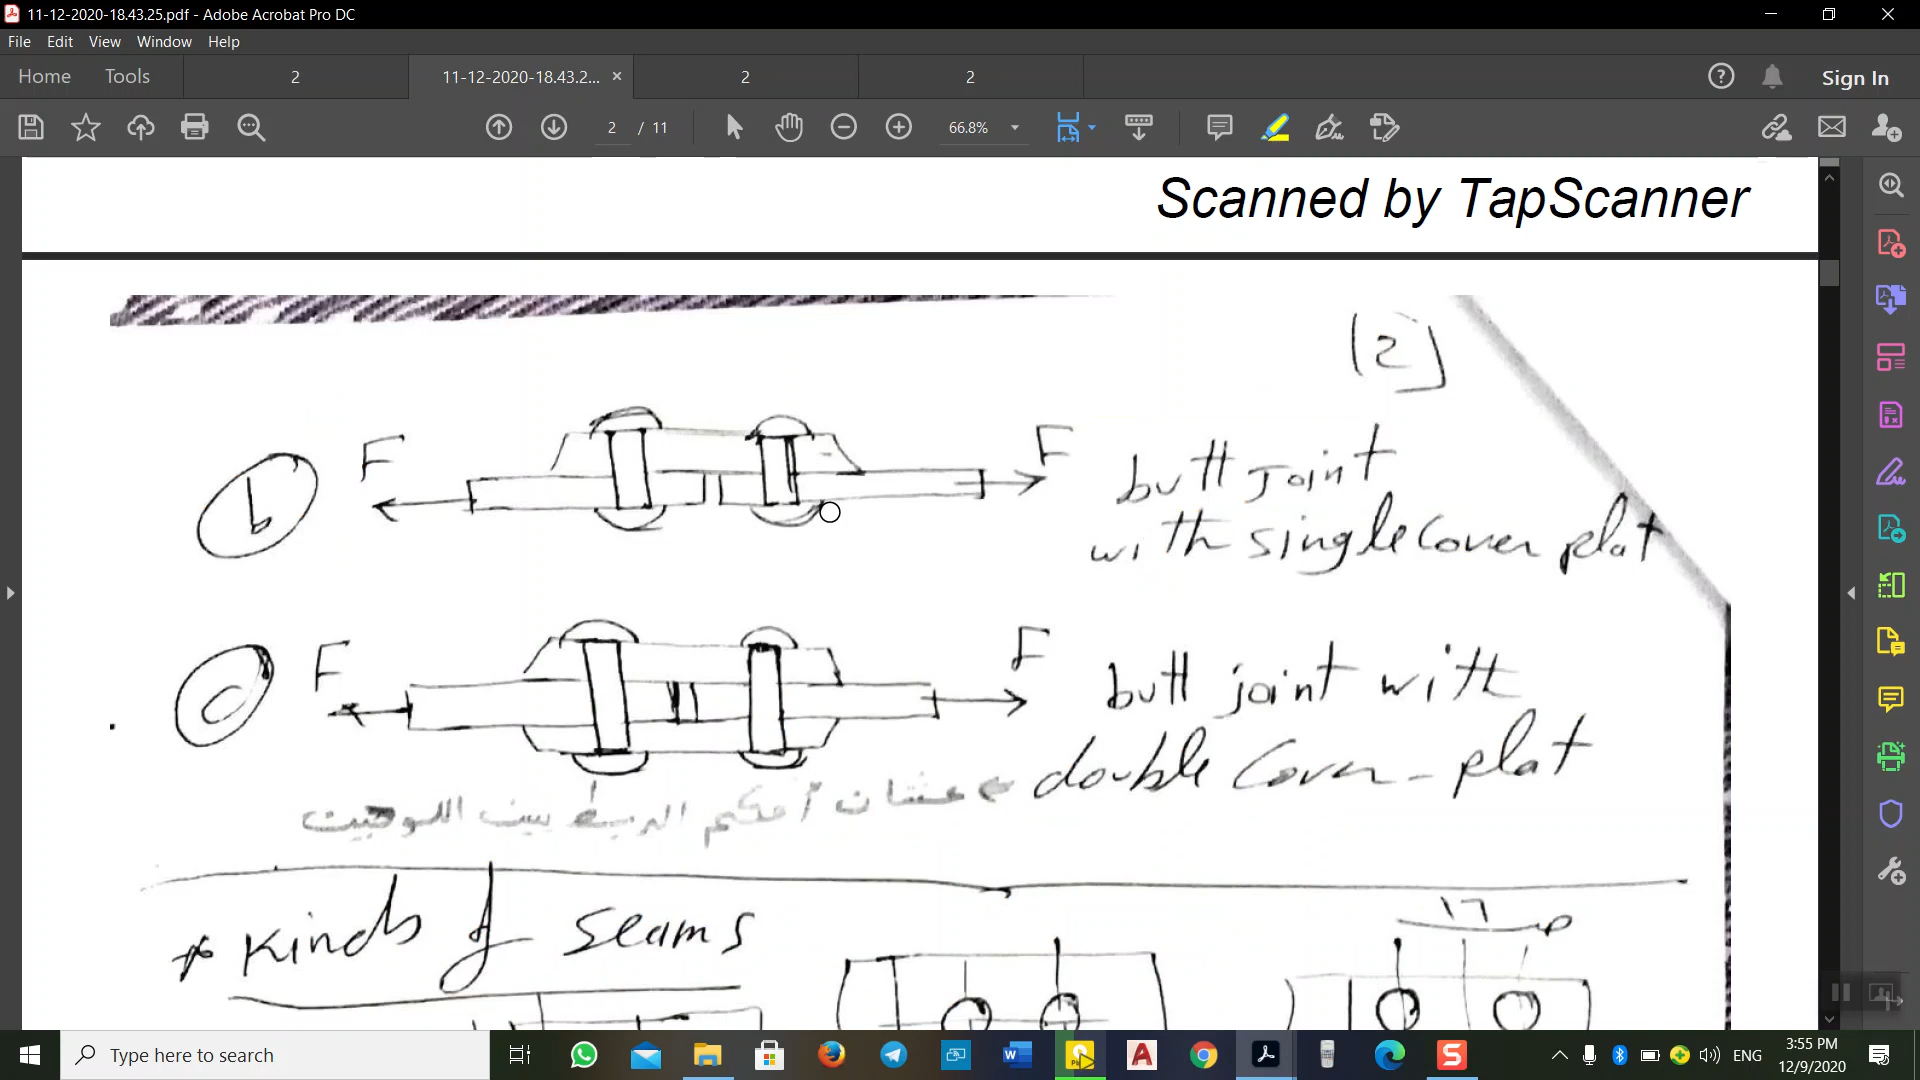 11-12-2020-18.43.25.pdf - Adobe Acrobat Pro DC
File Edit View Window Help
Home Tools 2 11-12-2020-18.43.2... × 2 2 Sign In
2 / 11 66.8%
Scanned by TapScanner
(2)
b F F butt Joint
with single cover plat
c F F butt joint with
double Cover - plat
عشان أحكم الربط بين اللوحين
* Kinds of seams
Type here to search
ENG 3:55 PM
12/9/2020